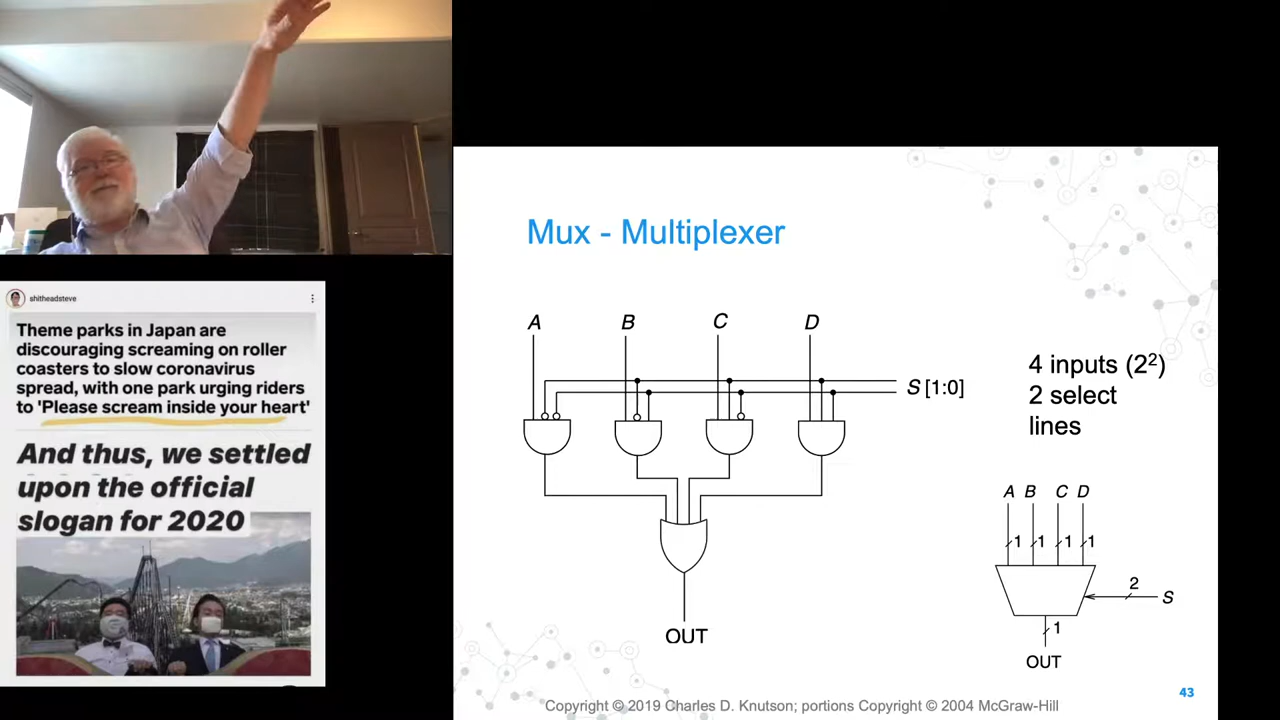 shitheadsteve
Theme parks in Japan are
discouraging screaming on roller
coasters to slow coronavirus
spread, with one park urging riders
to 'Please scream inside your heart'
And thus, we settled
upon the official
slogan for 2020
Mux - Multiplexer
A B C D
S [1:0]
OUT
4 inputs (2²)
2 select
lines
A B C D
1 1 1 1
2
S
1
OUT
43
Copyright © 2019 Charles D. Knutson; portions Copyright © 2004 McGraw-Hill